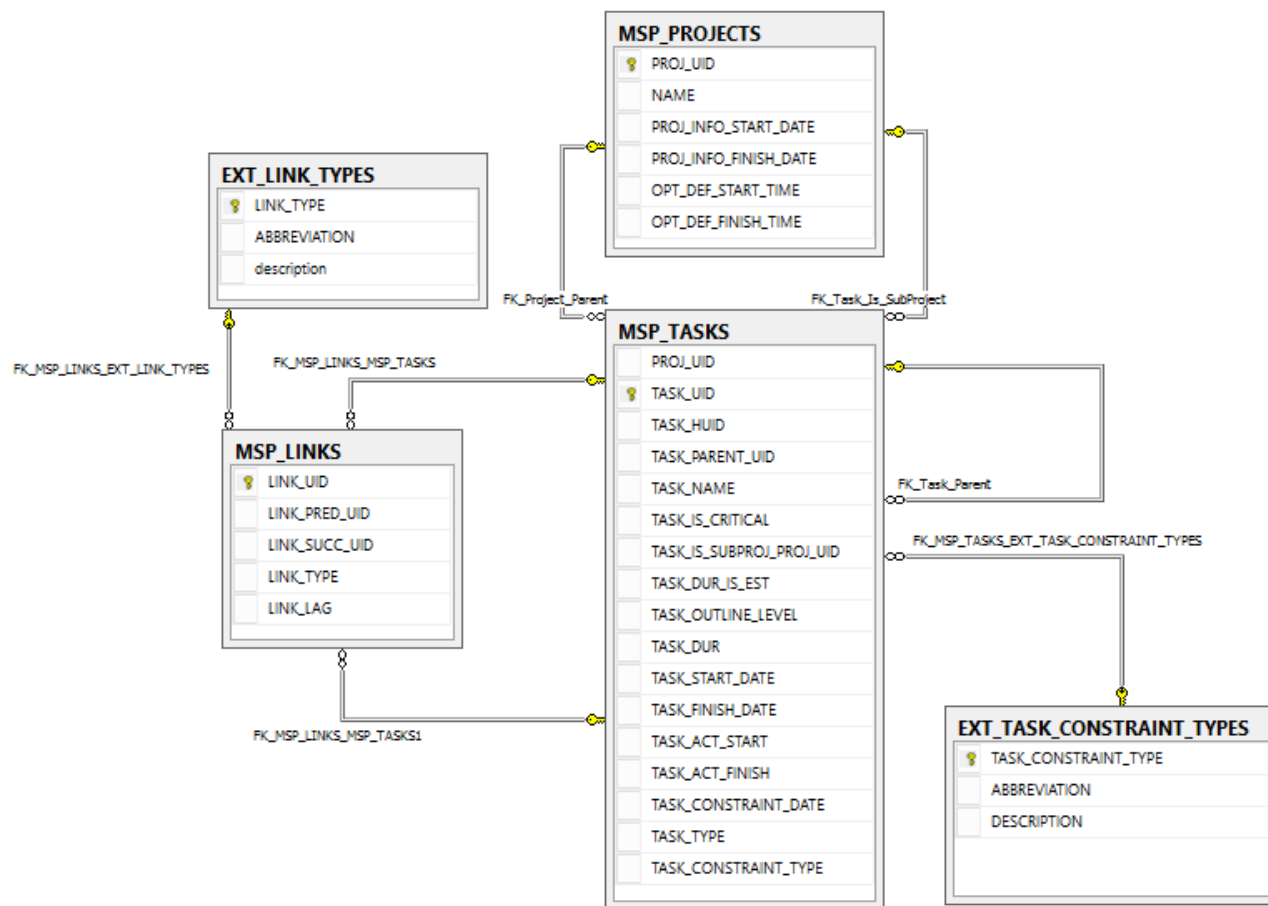 MSP_PROJECTS
PROJ_UID
NAME
PROJ_INFO_START_DATE
PROJ_INFO_FINISH_DATE
OPT_DEF_START_TIME
OPT_DEF_FINISH_TIME
EXT_LINK_TYPES
LINK_TYPE
ABBREVIATION
description
FK_Project_Parent
FK_Task_Is_SubProject
FK_MSP_LINKS_EXT_LINK_TYPES
FK_MSP_LINKS_MSP_TASKS
MSP_TASKS
PROJ_UID
TASK_UID
TASK_HUID
TASK_PARENT_UID
TASK_NAME
TASK_IS_CRITICAL
TASK_IS_SUBPROJ_PROJ_UID
TASK_DUR_IS_EST
TASK_OUTLINE_LEVEL
TASK_DUR
TASK_START_DATE
TASK_FINISH_DATE
TASK_ACT_START
TASK_ACT_FINISH
TASK_CONSTRAINT_DATE
TASK_TYPE
TASK_CONSTRAINT_TYPE
MSP_LINKS
LINK_UID
LINK_PRED_UID
LINK_SUCC_UID
LINK_TYPE
LINK_LAG
FK_Task_Parent
FK_MSP_TASKS_EXT_TASK_CONSTRAINT_TYPES
FK_MSP_LINKS_MSP_TASKS1
EXT_TASK_CONSTRAINT_TYPES
TASK_CONSTRAINT_TYPE
ABBREVIATION
DESCRIPTION